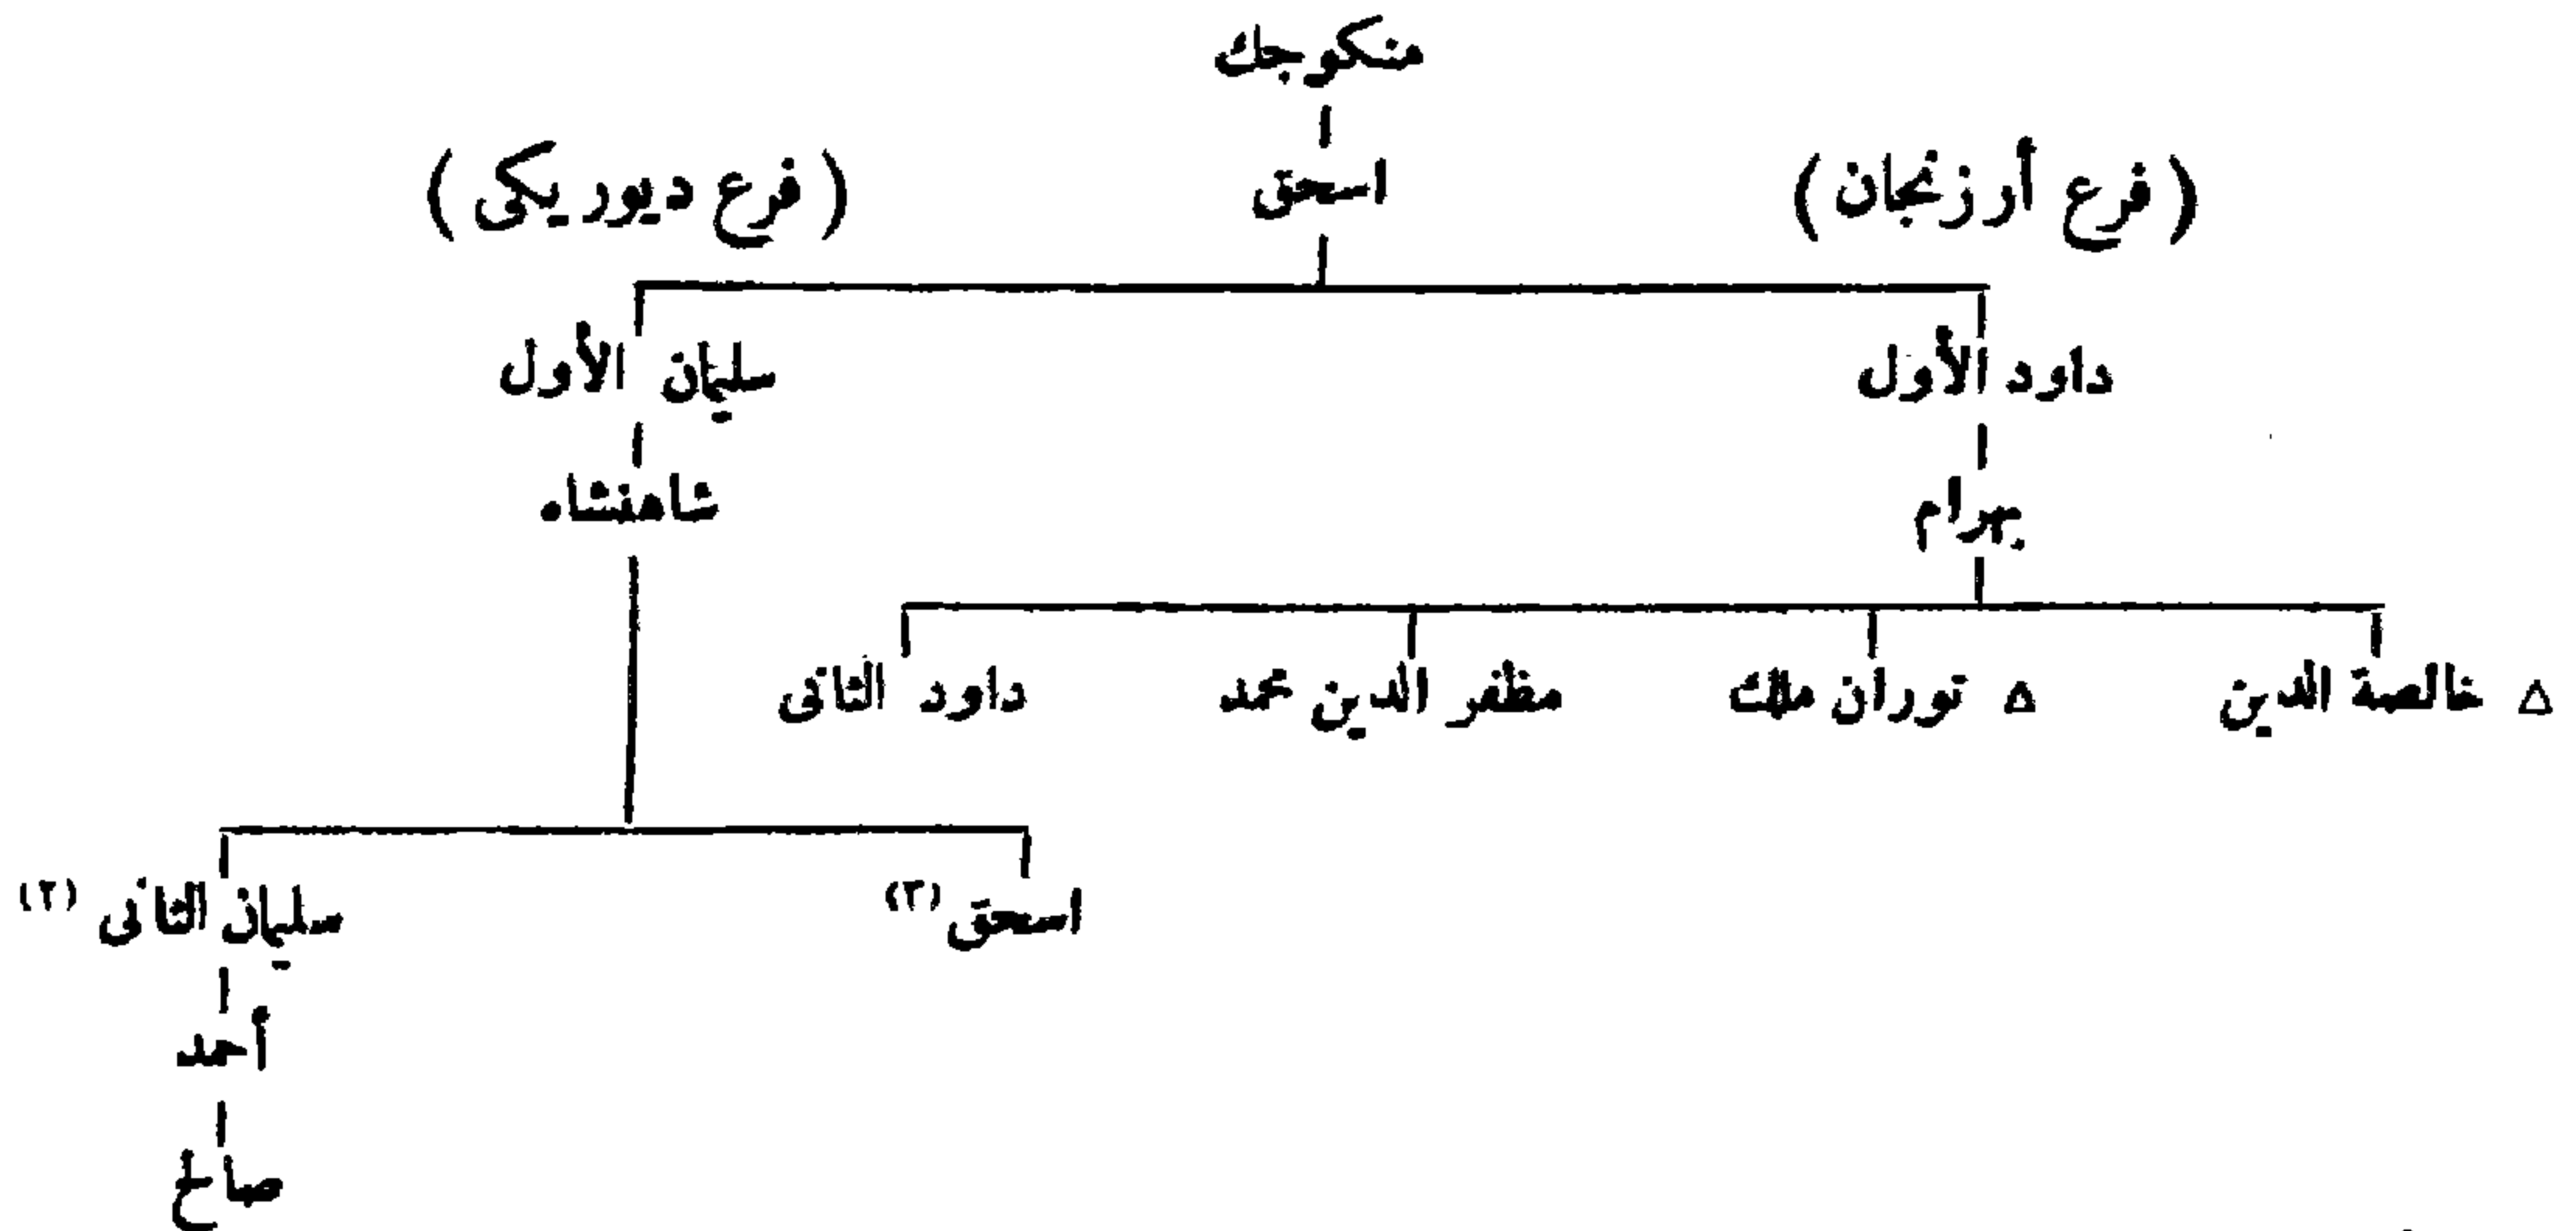 منكوجك
اسحق
(فرع أرزنجان)
(فرع ديوريكى)
داود الأول
سليمان الأول
بهرام
شاهنشاه
△ خالصة الدين
△ توران ملك
مظفر الدين محمد
داود الثانى
اسحق (٣)
سليمان الثانى (٢)
أحمد
صالح